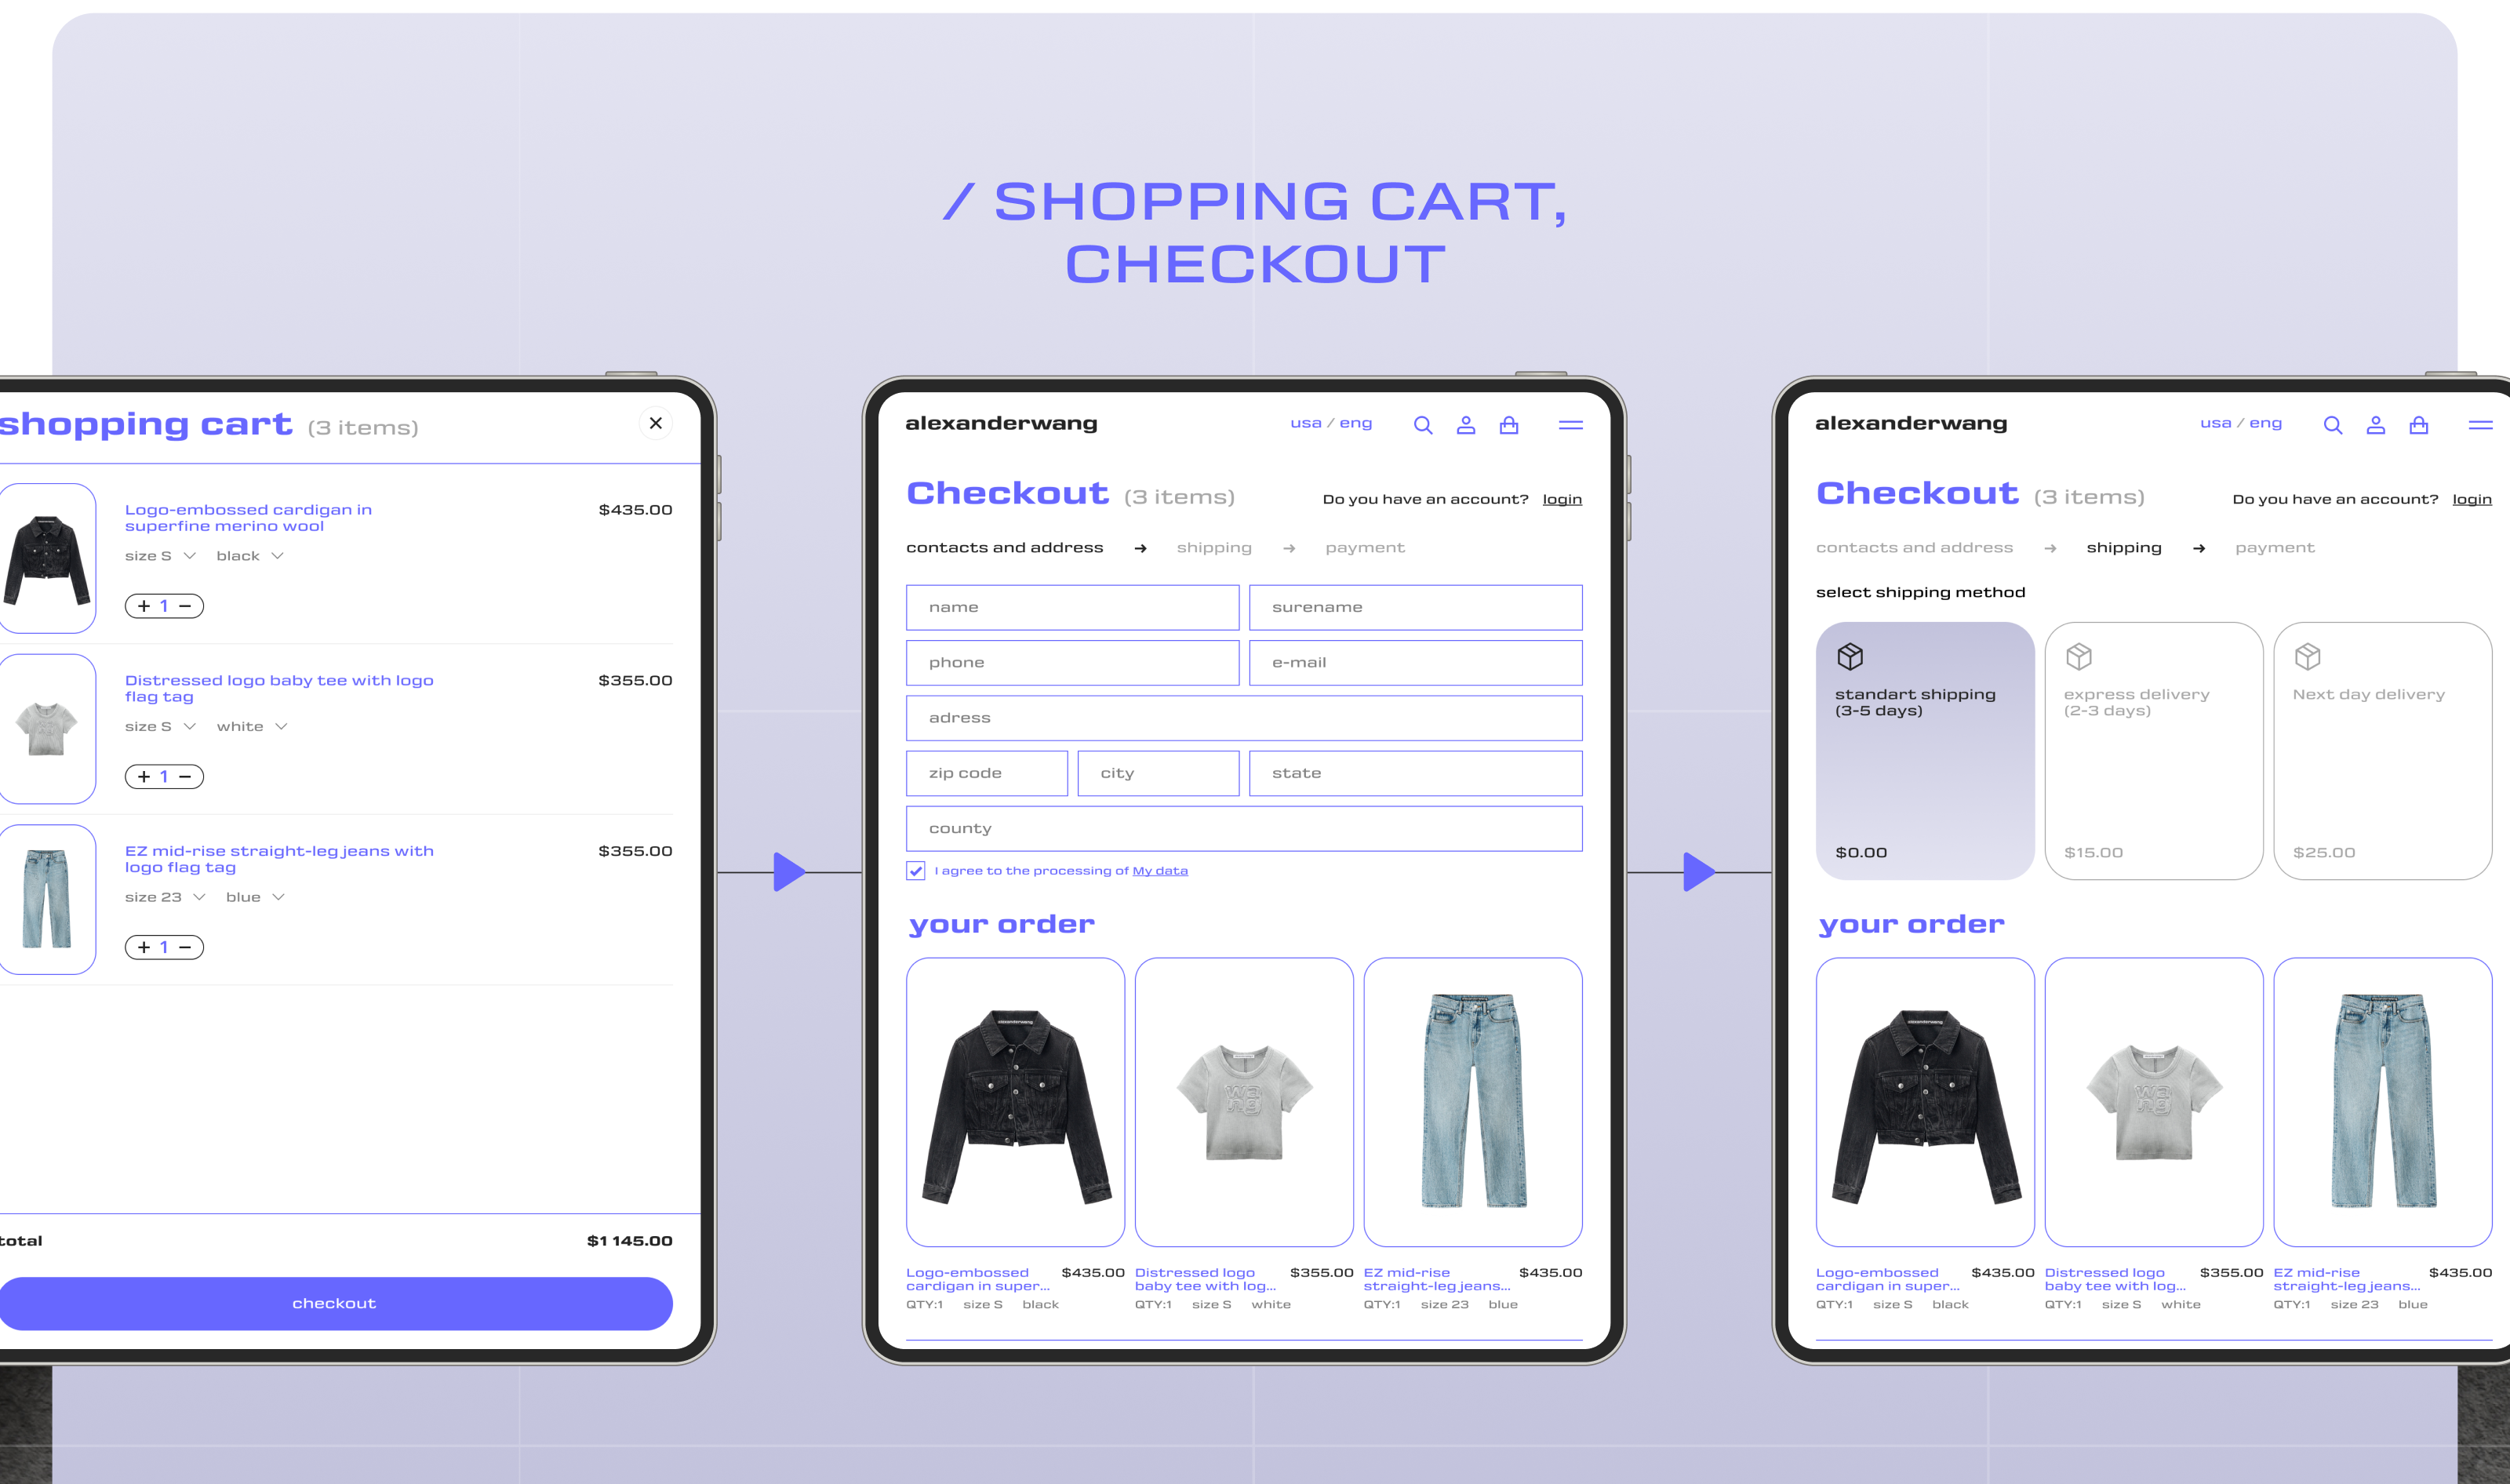 / SHOPPING CART,
CHECKOUT
shopping cart (3 items)
Logo-embossed cardigan in
superfine merino wool
$435.00
size S black
+ 1 −
Distressed logo baby tee with logo
flag tag
$355.00
size S white
+ 1 −
EZ mid-rise straight-leg jeans with
logo flag tag
$355.00
size 23 blue
+ 1 −
total
$1 145.00
checkout
alexanderwang
usa / eng
Checkout (3 items)
Do you have an account? login
contacts and address → shipping → payment
name
surename
phone
e-mail
adress
zip code
city
state
county
I agree to the processing of My data
your order
alexanderwang
Logo-embossed
cardigan in super...
$435.00
QTY:1 size S black
Distressed logo
baby tee with log...
$355.00
QTY:1 size S white
EZ mid-rise
straight-leg jeans...
$435.00
QTY:1 size 23 blue
alexanderwang
usa / eng
Checkout (3 items)
Do you have an account? login
contacts and address → shipping → payment
select shipping method
standart shipping
(3-5 days)
$0.00
express delivery
(2-3 days)
$15.00
Next day delivery
$25.00
your order
alexanderwang
Logo-embossed
cardigan in super...
$435.00
QTY:1 size S black
Distressed logo
baby tee with log...
$355.00
QTY:1 size S white
EZ mid-rise
straight-leg jeans...
$435.00
QTY:1 size 23 blue